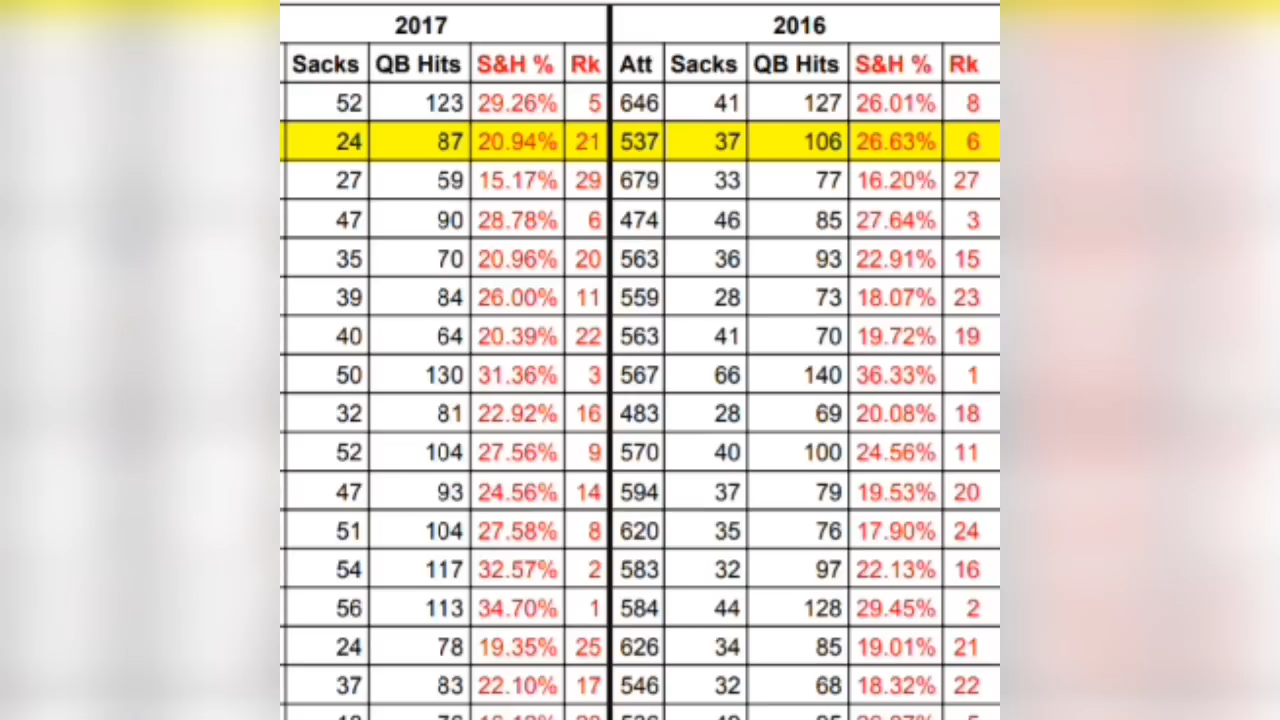 2017 2016
Sacks QB Hits S&H % Rk Att Sacks QB Hits S&H % Rk
52 123 29.26% 5 646 41 127 26.01% 8
24 87 20.94% 21 537 37 106 26.63% 6
27 59 15.17% 29 679 33 77 16.20% 27
47 90 28.78% 6 474 46 85 27.64% 3
35 70 20.96% 20 563 36 93 22.91% 15
39 84 26.00% 11 559 28 73 18.07% 23
40 64 20.39% 22 563 41 70 19.72% 19
50 130 31.36% 3 567 66 140 36.33% 1
32 81 22.92% 16 483 28 69 20.08% 18
52 104 27.56% 9 570 40 100 24.56% 11
47 93 24.56% 14 594 37 79 19.53% 20
51 104 27.58% 8 620 35 76 17.90% 24
54 117 32.57% 2 583 32 97 22.13% 16
56 113 34.70% 1 584 44 128 29.45% 2
24 78 19.35% 25 626 34 85 19.01% 21
37 83 22.10% 17 546 32 68 18.32% 22